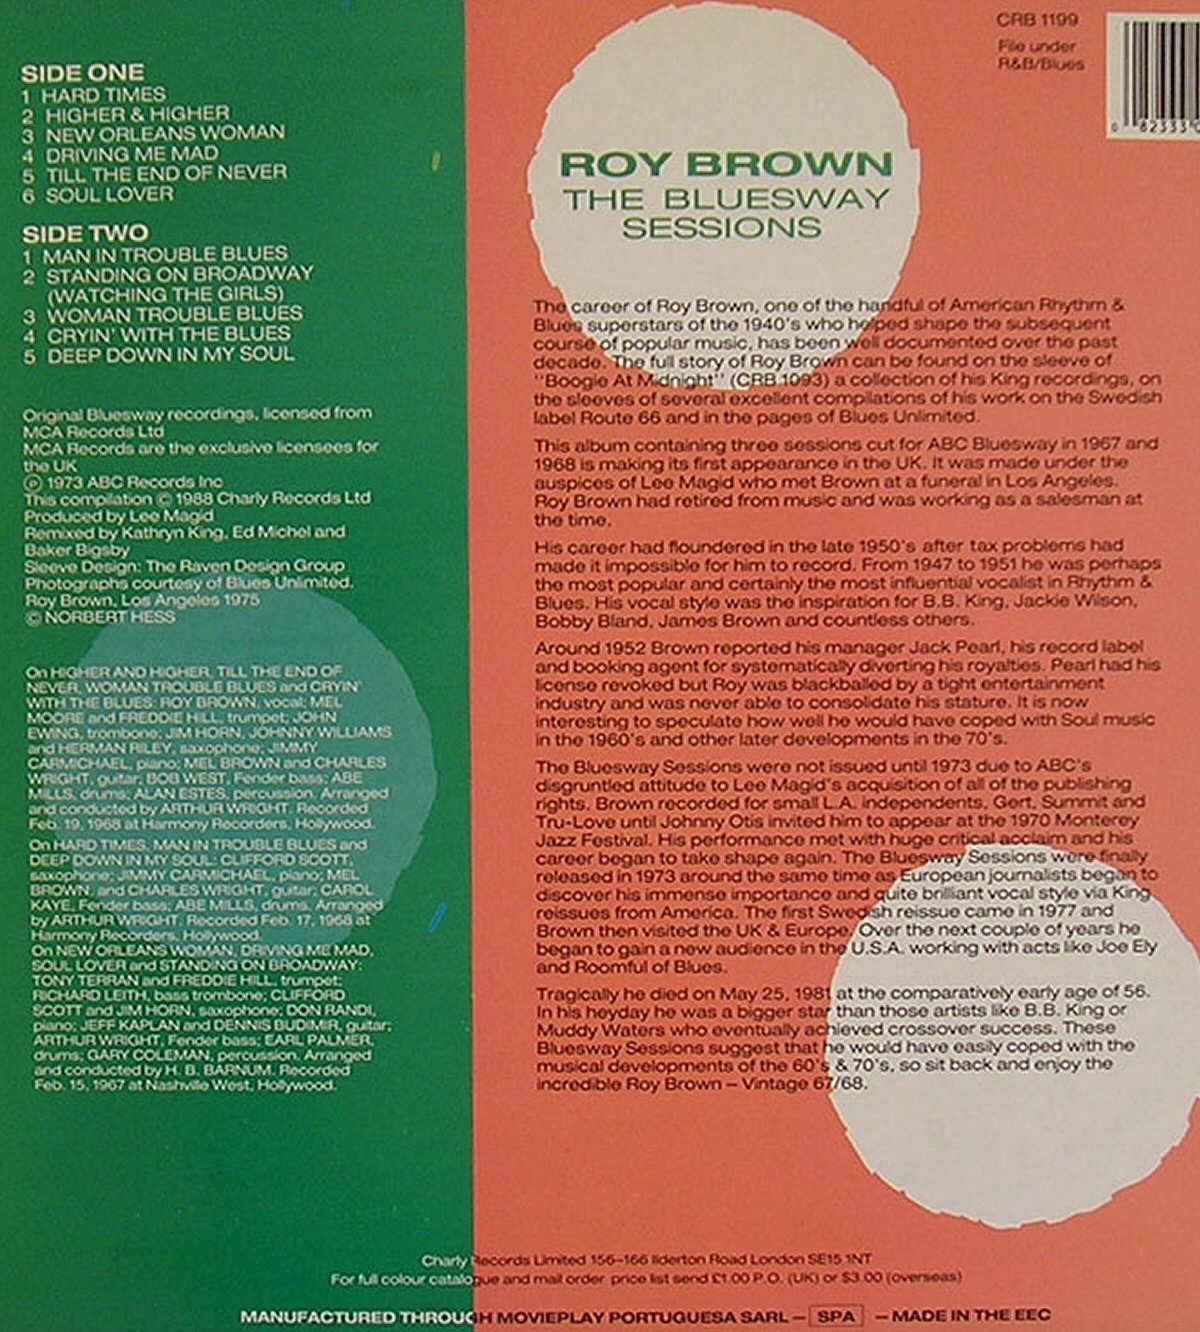 SIDE ONE
1 HARD TIMES
2 HIGHER & HIGHER
3 NEW ORLEANS WOMAN
4 DRIVING ME MAD
5 TILL THE END OF NEVER
6 SOUL LOVER
SIDE TWO
1 MAN IN TROUBLE BLUES
2 STANDING ON BROADWAY
(WATCHING THE GIRLS)
3 WOMAN TROUBLE BLUES
4 CRYIN' WITH THE BLUES
5 DEEP DOWN IN MY SOUL
Original Bluesway recordings, licensed from
MCA Records Ltd
MCA Records are the exclusive licensees for
the UK
℗ 1973 ABC Records Inc
This compilation © 1988 Charly Records Ltd
Produced by Lee Magid
Remixed by Kathryn King, Ed Michel and
Baker Bigsby
Sleeve Design: The Raven Design Group
Photographs courtesy of Blues Unlimited.
Roy Brown, Los Angeles 1975
© NORBERT HESS
On HIGHER AND HIGHER, TILL THE END OF
NEVER, WOMAN TROUBLE BLUES and CRYIN'
WITH THE BLUES: ROY BROWN, vocal; MEL
MOORE and FREDDIE HILL, trumpet; JOHN
EWING, trombone; JIM HORN, JOHNNY WILLIAMS
and HERMAN RILEY, saxophone; JIMMY
CARMICHAEL, piano; MEL BROWN and CHARLES
WRIGHT, guitar; BOB WEST, Fender bass; ABE
MILLS, drums; ALAN ESTES, percussion. Arranged
and conducted by ARTHUR WRIGHT. Recorded
Feb. 19, 1968 at Harmony Recorders, Hollywood.
On HARD TIMES, MAN IN TROUBLE BLUES and
DEEP DOWN IN MY SOUL: CLIFFORD SCOTT,
saxophone; JIMMY CARMICHAEL, piano; MEL
BROWN, and CHARLES WRIGHT, guitar; CAROL
KAYE, Fender bass; ABE MILLS, drums. Arranged
by ARTHUR WRIGHT. Recorded Feb. 17, 1968 at
Harmony Recorders, Hollywood.
On NEW ORLEANS WOMAN, DRIVING ME MAD,
SOUL LOVER and STANDING ON BROADWAY:
TONY TERRAN and FREDDIE HILL, trumpet;
RICHARD LEITH, bass trombone; CLIFFORD
SCOTT and JIM HORN, saxophone; DON RANDI,
piano; JEFF KAPLAN and DENNIS BUDIMIR, guitar;
ARTHUR WRIGHT, Fender bass; EARL PALMER,
drums; GARY COLEMAN, percussion. Arranged
and conducted by H. B. BARNUM. Recorded
Feb. 15, 1967 at Nashville West, Hollywood.
CRB 1199
File under
R&B/Blues
0 82333
ROY BROWN
THE BLUESWAY
SESSIONS
The career of Roy Brown, one of the handful of American Rhythm &
Blues superstars of the 1940's who helped shape the subsequent
course of popular music, has been well documented over the past
decade. The full story of Roy Brown can be found on the sleeve of
"Boogie At Midnight" (CRB 1093) a collection of his King recordings, on
the sleeves of several excellent compilations of his work on the Swedish
label Route 66 and in the pages of Blues Unlimited.
This album containing three sessions cut for ABC Bluesway in 1967 and
1968 is making its first appearance in the UK. It was made under the
auspices of Lee Magid who met Brown at a funeral in Los Angeles.
Roy Brown had retired from music and was working as a salesman at
the time.
His career had floundered in the late 1950's after tax problems had
made it impossible for him to record. From 1947 to 1951 he was perhaps
the most popular and certainly the most influential vocalist in Rhythm &
Blues. His vocal style was the inspiration for B.B. King, Jackie Wilson,
Bobby Bland, James Brown and countless others.
Around 1952 Brown reported his manager Jack Pearl, his record label
and booking agent for systematically diverting his royalties. Pearl had his
license revoked but Roy was blackballed by a tight entertainment
industry and was never able to consolidate his stature. It is now
interesting to speculate how well he would have coped with Soul music
in the 1960's and other later developments in the 70's.
The Bluesway Sessions were not issued until 1973 due to ABC's
disgruntled attitude to Lee Magid's acquisition of all of the publishing
rights. Brown recorded for small L.A. independents, Gert, Summit and
Tru-Love until Johnny Otis invited him to appear at the 1970 Monterey
Jazz Festival. His performance met with huge critical acclaim and his
career began to take shape again. The Bluesway Sessions were finally
released in 1973 around the same time as European journalists began to
discover his immense importance and quite brilliant vocal style via King
reissues from America. The first Swedish reissue came in 1977 and
Brown then visited the UK & Europe. Over the next couple of years he
began to gain a new audience in the U.S.A. working with acts like Joe Ely
and Roomful of Blues.
Tragically he died on May 25, 1981 at the comparatively early age of 56.
In his heyday he was a bigger star than those artists like B.B. King or
Muddy Waters who eventually achieved crossover success. These
Bluesway Sessions suggest that he would have easily coped with the
musical developments of the 60's & 70's, so sit back and enjoy the
incredible Roy Brown – Vintage 67/68.
Charly Records Limited 156–166 Ilderton Road London SE15 1NT
For full colour catalogue and mail order price list send £1.00 P.O. (UK) or $3.00 (overseas)
MANUFACTURED THROUGH MOVIEPLAY PORTUGUESA SARL – SPA – MADE IN THE EEC